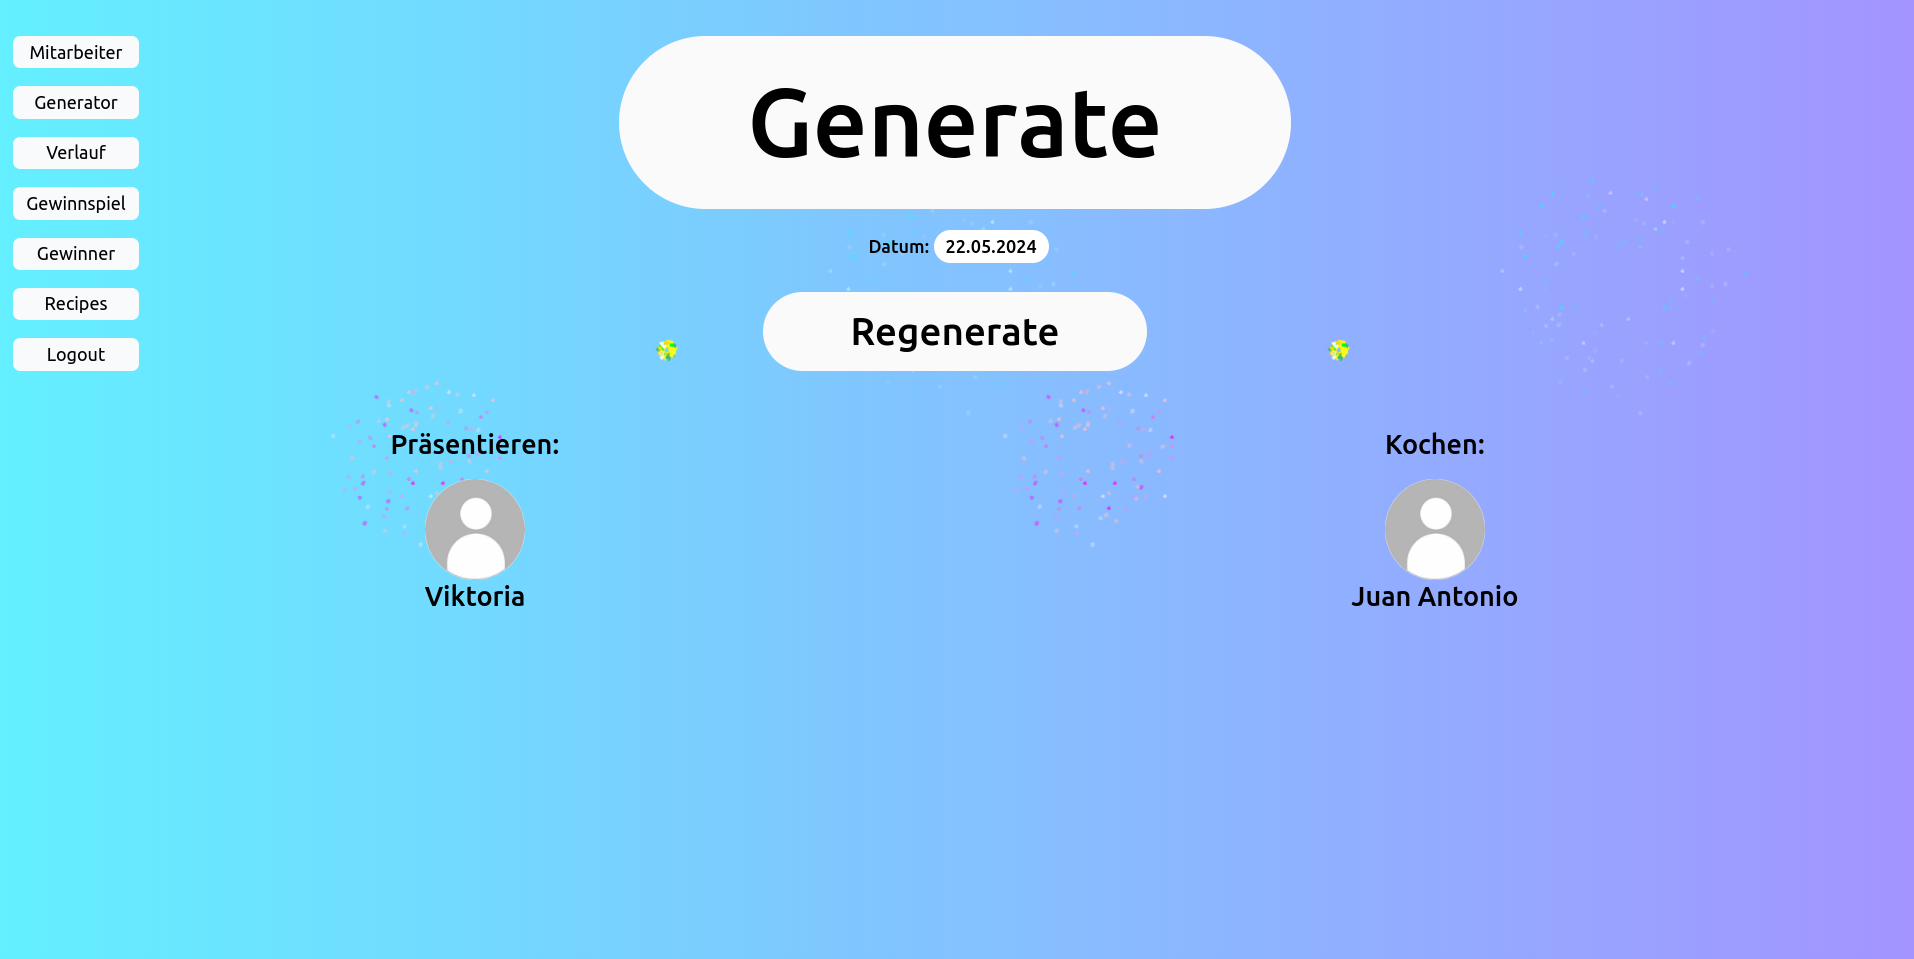 Mitarbeiter
Generator
Verlauf
Gewinnspiel
Gewinner
Recipes
Logout
Generate
Datum: 22.05.2024
Regenerate
Präsentieren:
Viktoria
Kochen:
Juan Antonio